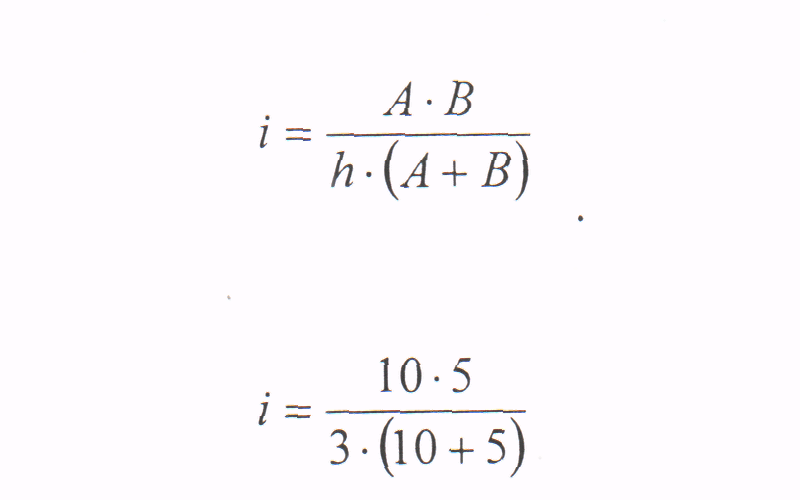 i = A · B / h · (A + B) .
i = 10 · 5 / 3 · (10 + 5)